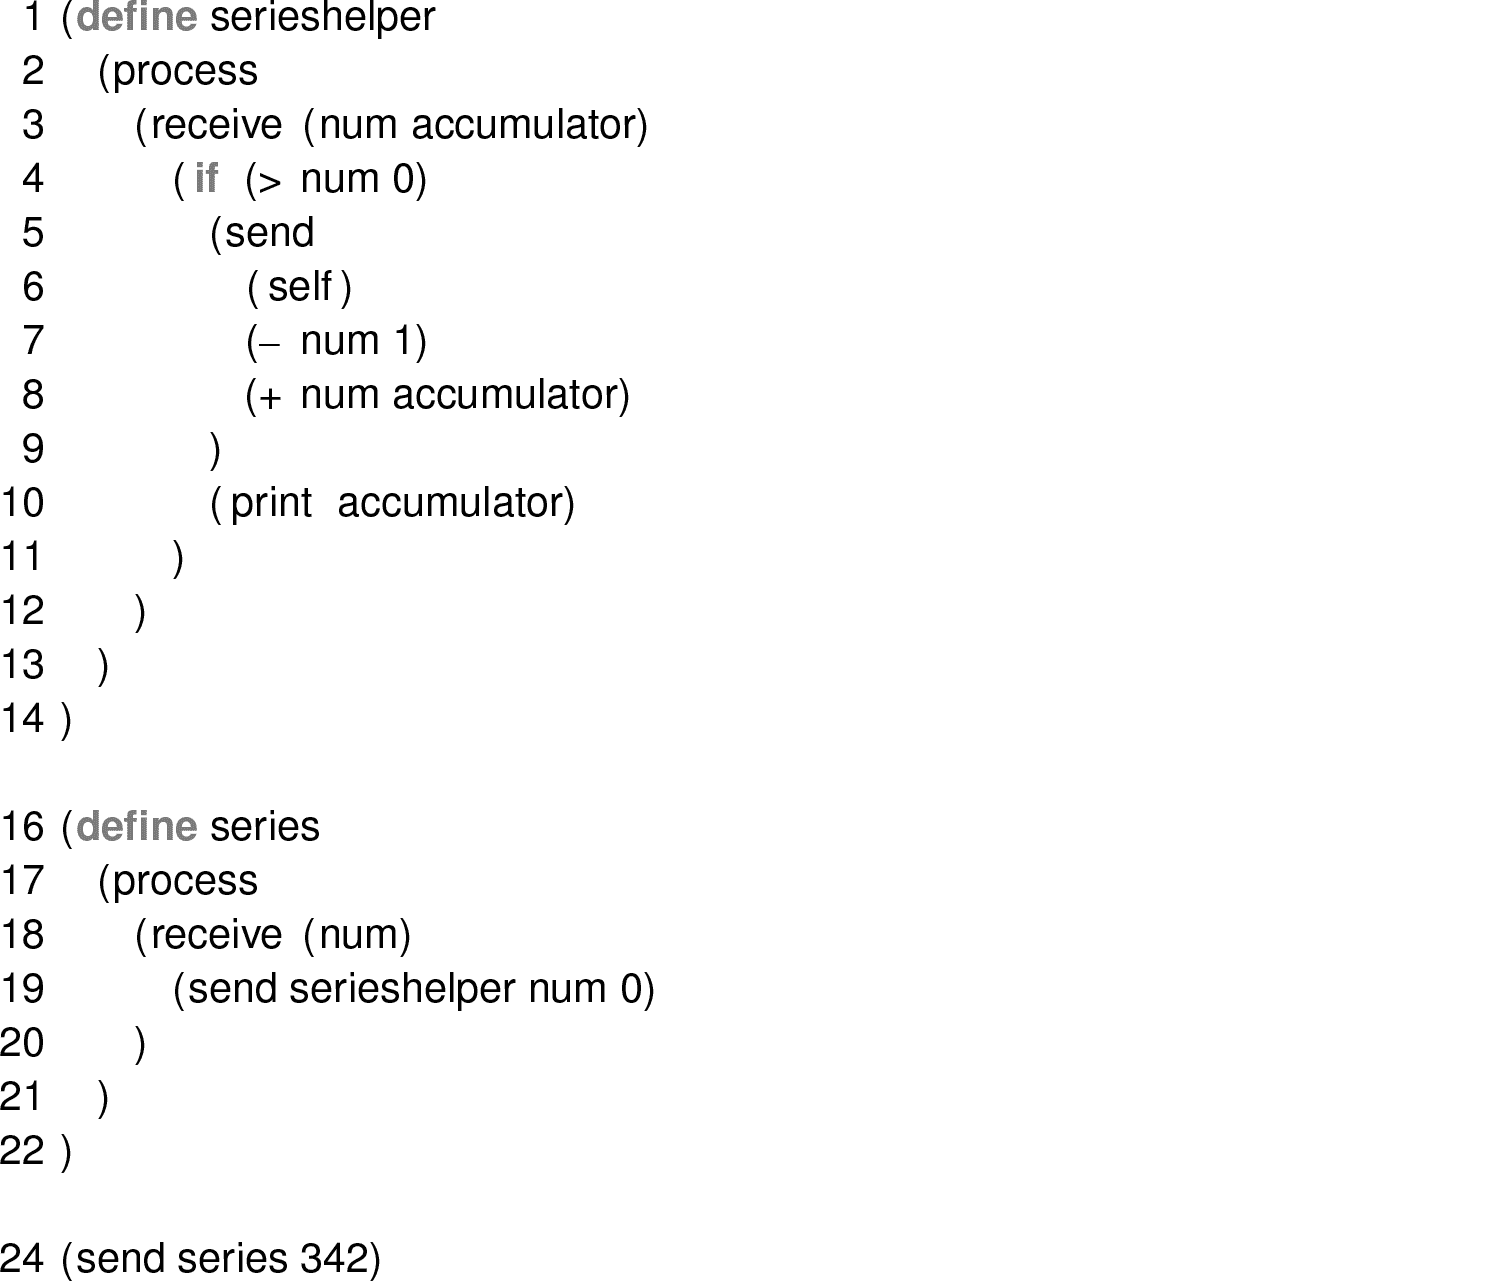 1 (define serieshelper
2 (process
3 (receive (num accumulator)
4 (if (> num 0)
5 (send
6 (self)
7 (− num 1)
8 (+ num accumulator)
9 )
10 (print accumulator)
11 )
12 )
13 )
14 )
16 (define series
17 (process
18 (receive (num)
19 (send serieshelper num 0)
20 )
21 )
22 )
24 (send series 342)